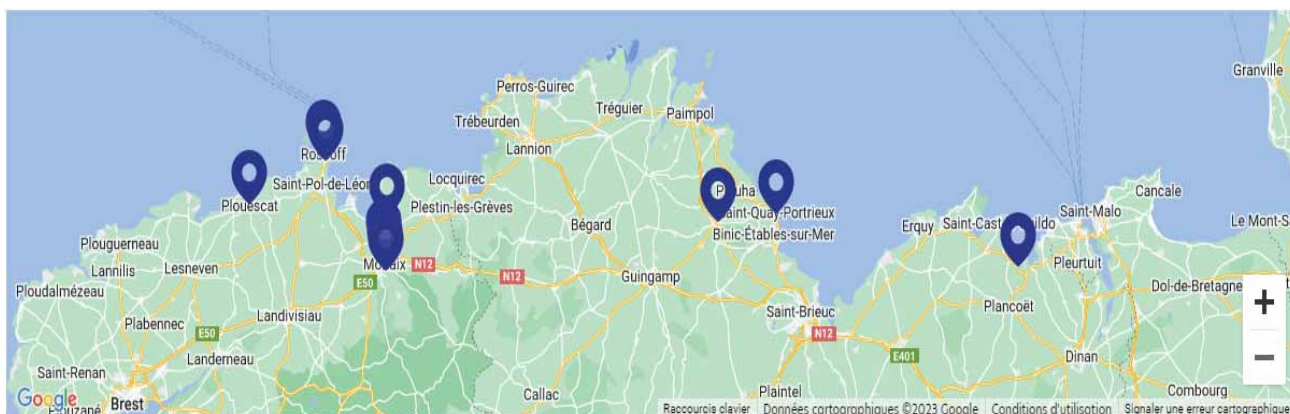 Granville
Perros-Guirec
Tréguier
Paimpol
Trébeurden
Lannion
Saint-Pol-de-Léon
Locquirec
Plouescat
Plestin-les-Grèves
Bégard
Saint-Quay-Portrieux
Binic-Étables-sur-Mer
Erquy
Saint-Malo
Cancale
Le Mont-S
Plouguerneau
Lannilis
Lesneven
Pleurtuit
Ploudalmézeau
E50
N12
N12
Guingamp
Plancoët
Dol-de-Bretagne
Plabennec
E50
Landivisiau
Saint-Brieuc
N12
Landerneau
E401
Dinan
Saint-Renan
Brest
Callac
Plaintel
Combourg
Google
Raccourcis clavier
Données cartographiques ©2023 Google
Conditions d'utilisation
Signaler une erreur cartographique